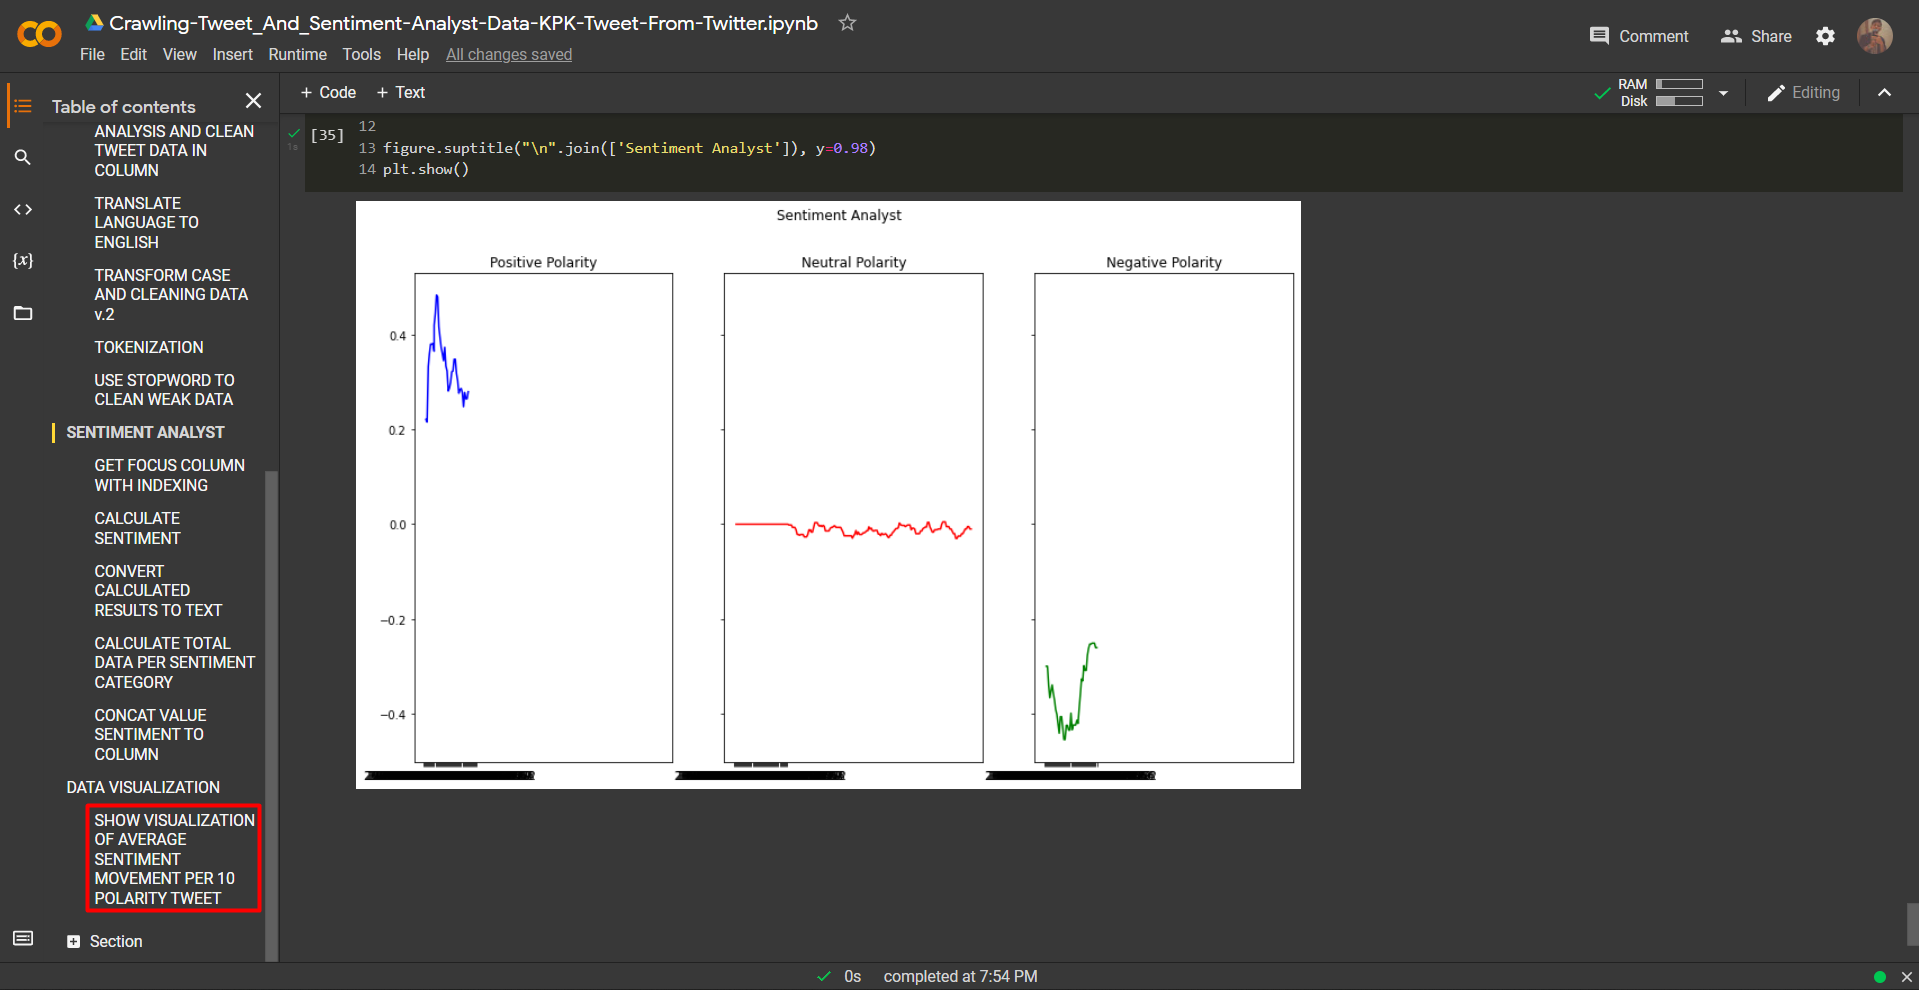 Crawling-Tweet_And_Sentiment-Analyst-Data-KPK-Tweet-From-Twitter.ipynb
File Edit View Insert Runtime Tools Help All changes saved
Comment Share
Table of contents
ANALYSIS AND CLEAN
TWEET DATA IN
COLUMN
TRANSLATE
LANGUAGE TO
ENGLISH
TRANSFORM CASE
AND CLEANING DATA
v.2
TOKENIZATION
USE STOPWORD TO
CLEAN WEAK DATA
SENTIMENT ANALYST
GET FOCUS COLUMN
WITH INDEXING
CALCULATE
SENTIMENT
CONVERT
CALCULATED
RESULTS TO TEXT
CALCULATE TOTAL
DATA PER SENTIMENT
CATEGORY
CONCAT VALUE
SENTIMENT TO
COLUMN
DATA VISUALIZATION
SHOW VISUALIZATION
OF AVERAGE
SENTIMENT
MOVEMENT PER 10
POLARITY TWEET
Section
+ Code + Text
RAM
Disk
Editing
1s
[35]
12
13 figure.suptitle("\n".join(['Sentiment Analyst']), y=0.98)
14 plt.show()
Sentiment Analyst
Positive Polarity
Neutral Polarity
Negative Polarity
0.4
0.2
0.0
−0.2
−0.4
0s completed at 7:54 PM